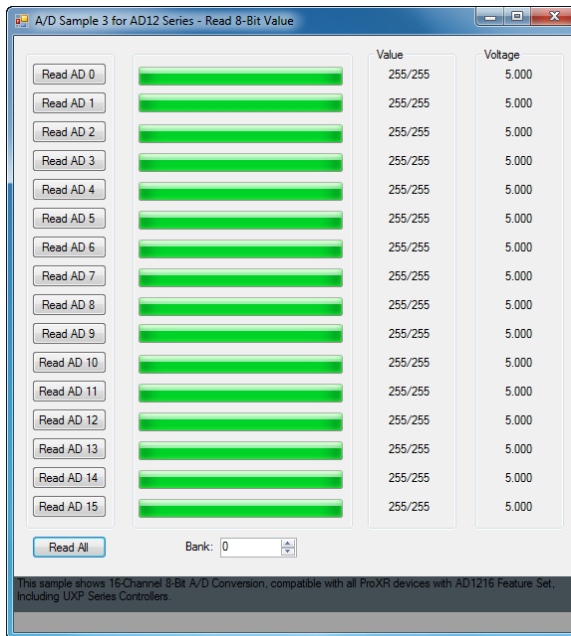 A/D Sample 3 for AD12 Series - Read 8-Bit Value
Value Voltage
Read AD 0 255/255 5.000
Read AD 1 255/255 5.000
Read AD 2 255/255 5.000
Read AD 3 255/255 5.000
Read AD 4 255/255 5.000
Read AD 5 255/255 5.000
Read AD 6 255/255 5.000
Read AD 7 255/255 5.000
Read AD 8 255/255 5.000
Read AD 9 255/255 5.000
Read AD 10 255/255 5.000
Read AD 11 255/255 5.000
Read AD 12 255/255 5.000
Read AD 13 255/255 5.000
Read AD 14 255/255 5.000
Read AD 15 255/255 5.000
Read All Bank: 0
This sample shows 16-Channel 8-Bit A/D Conversion, compatible with all ProXR devices with AD1216 Feature Set,
Including UXP Series Controllers.